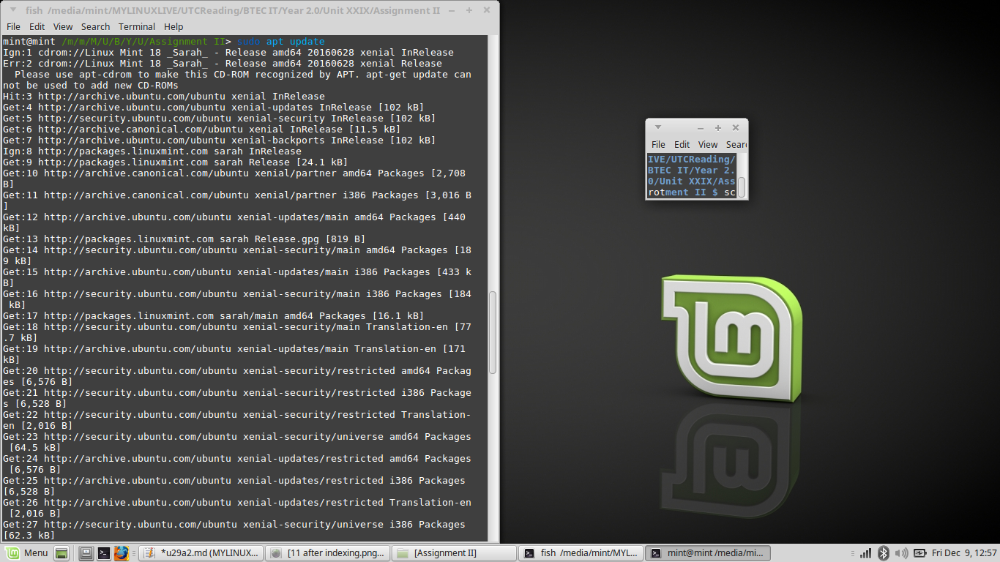 fish  /media/mint/MYLINUXLIVE/UTCReading/BTEC IT/Year 2.0/Unit XXIX/Assignment II
File Edit View Search Terminal Help
mint@mint /m/m/M/U/B/Y/U/Assignment II> sudo apt update
Ign:1 cdrom://Linux Mint 18 _Sarah_ - Release amd64 20160628 xenial InRelease
Err:2 cdrom://Linux Mint 18 _Sarah_ - Release amd64 20160628 xenial Release
  Please use apt-cdrom to make this CD-ROM recognized by APT. apt-get update can
not be used to add new CD-ROMs
Hit:3 http://archive.ubuntu.com/ubuntu xenial InRelease
Get:4 http://archive.ubuntu.com/ubuntu xenial-updates InRelease [102 kB]
Get:5 http://security.ubuntu.com/ubuntu xenial-security InRelease [102 kB]
Get:6 http://archive.canonical.com/ubuntu xenial InRelease [11.5 kB]
Get:7 http://archive.ubuntu.com/ubuntu xenial-backports InRelease [102 kB]
Ign:8 http://packages.linuxmint.com sarah InRelease
Get:9 http://packages.linuxmint.com sarah Release [24.1 kB]
Get:10 http://archive.canonical.com/ubuntu xenial/partner amd64 Packages [2,708
B]
Get:11 http://archive.canonical.com/ubuntu xenial/partner i386 Packages [3,016 B
]
Get:12 http://archive.ubuntu.com/ubuntu xenial-updates/main amd64 Packages [440
kB]
Get:13 http://packages.linuxmint.com sarah Release.gpg [819 B]
Get:14 http://security.ubuntu.com/ubuntu xenial-security/main amd64 Packages [18
9 kB]
Get:15 http://archive.ubuntu.com/ubuntu xenial-updates/main i386 Packages [433 k
B]
Get:16 http://security.ubuntu.com/ubuntu xenial-security/main i386 Packages [184
 kB]
Get:17 http://packages.linuxmint.com sarah/main amd64 Packages [16.1 kB]
Get:18 http://security.ubuntu.com/ubuntu xenial-security/main Translation-en [77
.7 kB]
Get:19 http://archive.ubuntu.com/ubuntu xenial-updates/main Translation-en [171
kB]
Get:20 http://security.ubuntu.com/ubuntu xenial-security/restricted amd64 Packag
es [6,576 B]
Get:21 http://security.ubuntu.com/ubuntu xenial-security/restricted i386 Package
s [6,528 B]
Get:22 http://security.ubuntu.com/ubuntu xenial-security/restricted Translation-
en [2,016 B]
Get:23 http://security.ubuntu.com/ubuntu xenial-security/universe amd64 Packages
 [64.5 kB]
Get:24 http://archive.ubuntu.com/ubuntu xenial-updates/restricted amd64 Packages
 [6,576 B]
Get:25 http://archive.ubuntu.com/ubuntu xenial-updates/restricted i386 Packages
[6,528 B]
Get:26 http://archive.ubuntu.com/ubuntu xenial-updates/restricted Translation-en
 [2,016 B]
Get:27 http://security.ubuntu.com/ubuntu xenial-security/universe i386 Packages
[62.3 kB]
File Edit View Sear
IVE/UTCReading/
BTEC IT/Year 2.
0/Unit XXIX/Ass
rotment II $ sc
Menu *u29a2.md (MYLINUX... [11 after indexing.png... [Assignment II] fish  /media/mint/MYL... mint@mint /media/mi... Fri Dec  9, 12:57